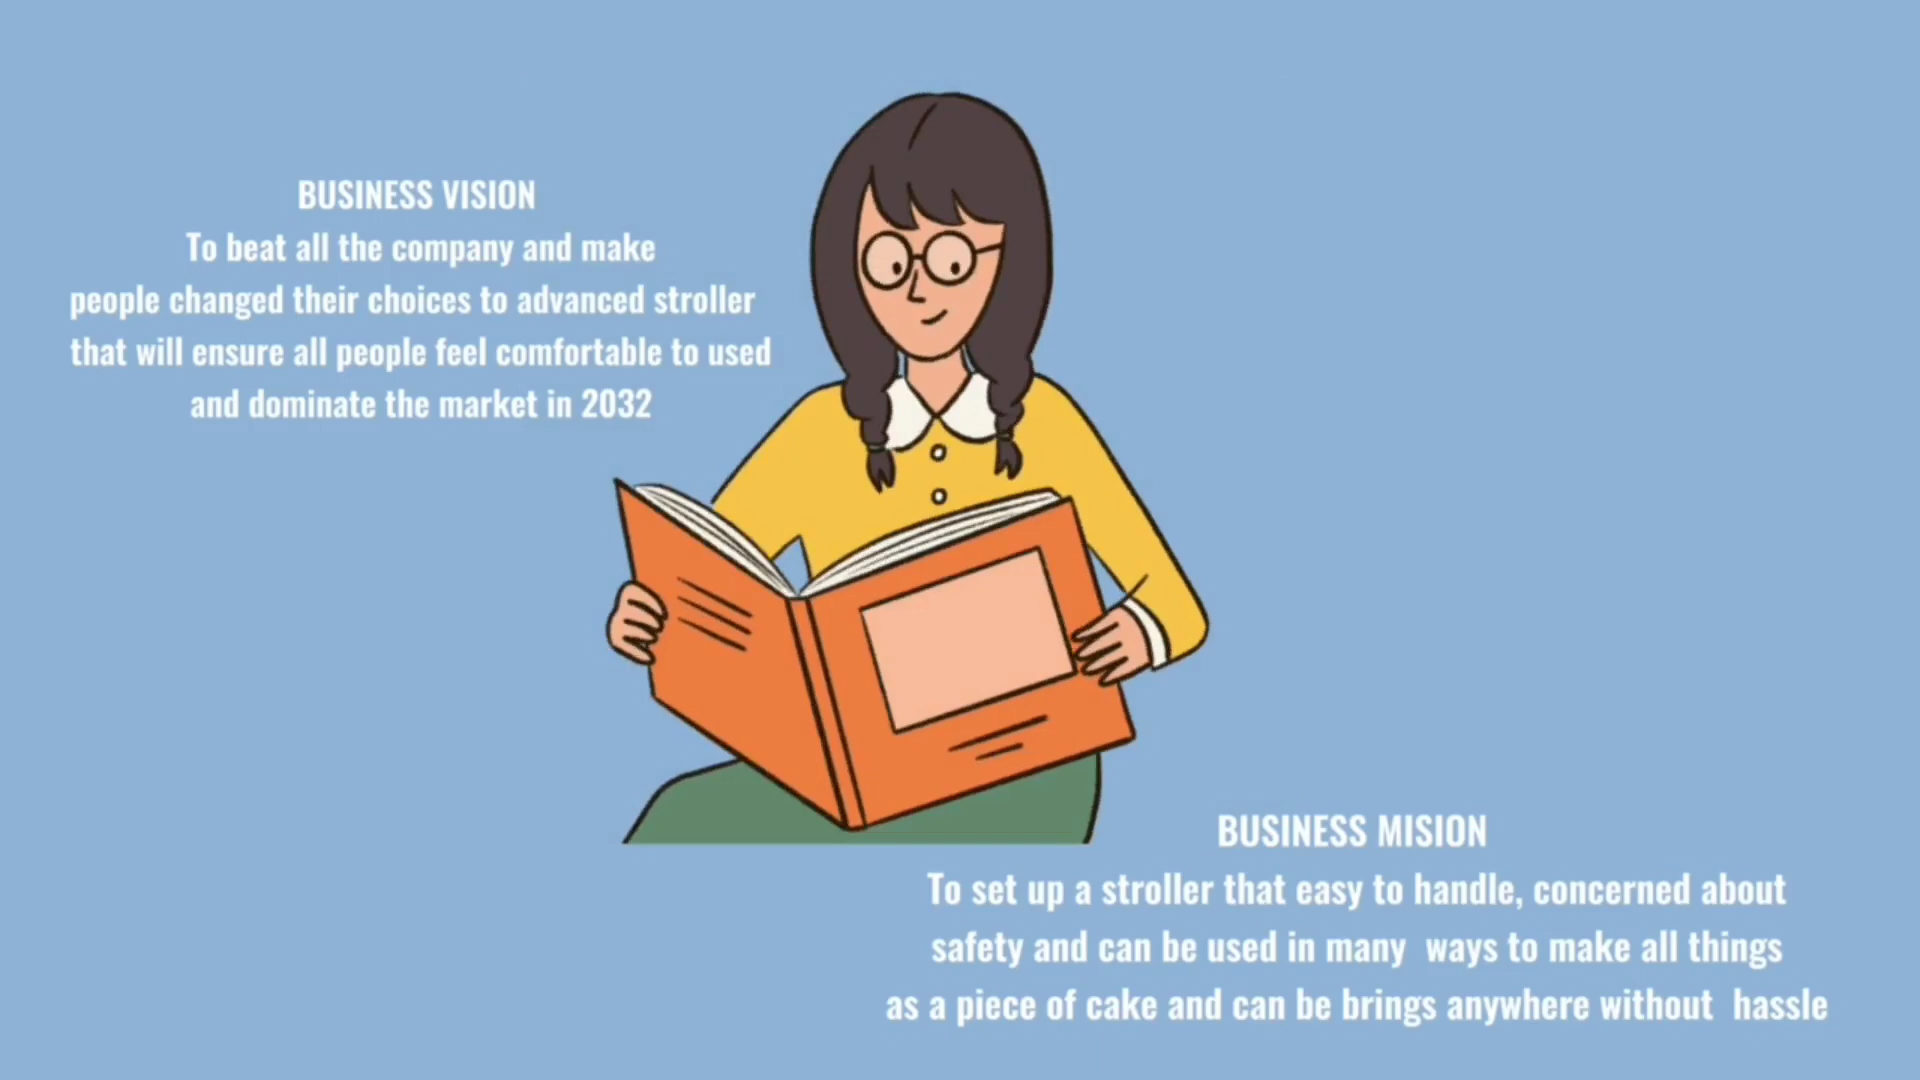 BUSINESS VISION
To beat all the company and make
people changed their choices to advanced stroller
that will ensure all people feel comfortable to used
and dominate the market in 2032
BUSINESS MISION
To set up a stroller that easy to handle, concerned about
safety and can be used in many ways to make all things
as a piece of cake and can be brings anywhere without hassle